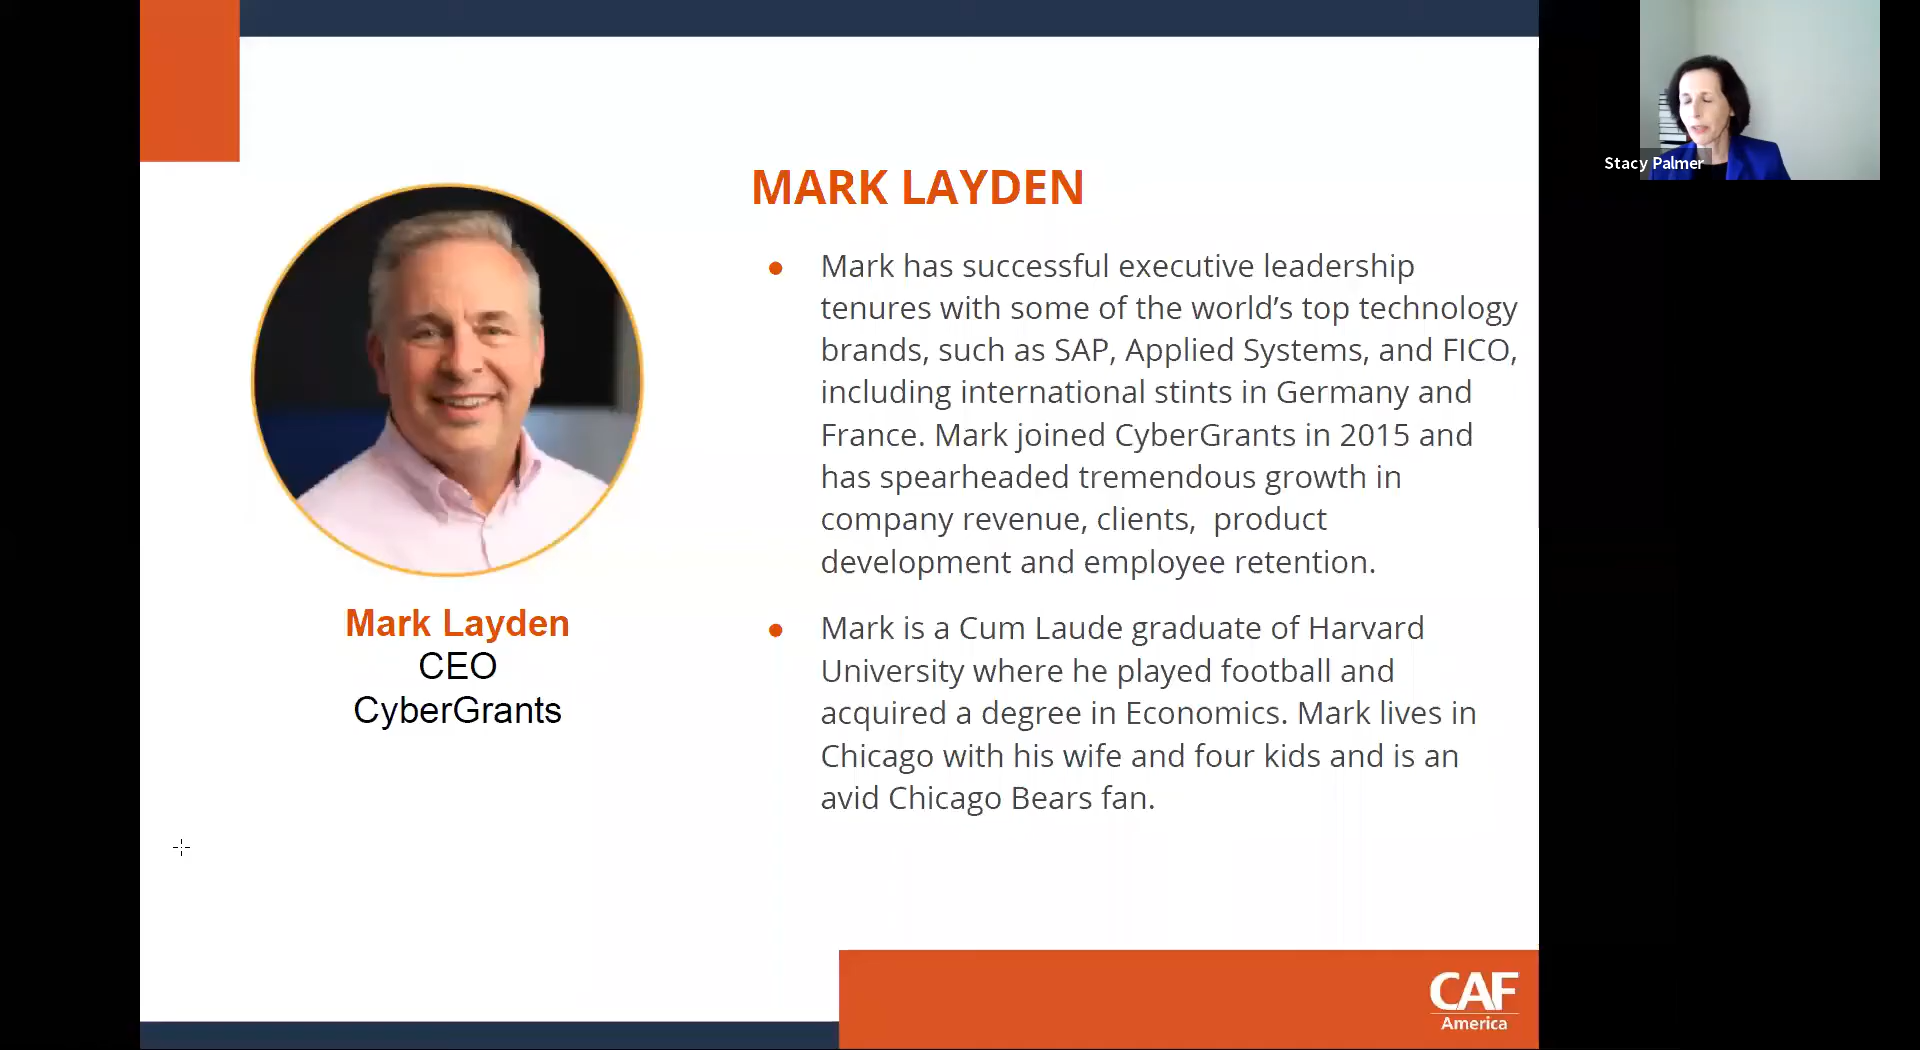 Stacy Palmer
MARK LAYDEN
● Mark has successful executive leadership
tenures with some of the world’s top technology
brands, such as SAP, Applied Systems, and FICO,
including international stints in Germany and
France. Mark joined CyberGrants in 2015 and
has spearheaded tremendous growth in
company revenue, clients,  product
development and employee retention.
● Mark is a Cum Laude graduate of Harvard
University where he played football and
acquired a degree in Economics. Mark lives in
Chicago with his wife and four kids and is an
avid Chicago Bears fan.
Mark Layden
CEO
CyberGrants
CAF
America